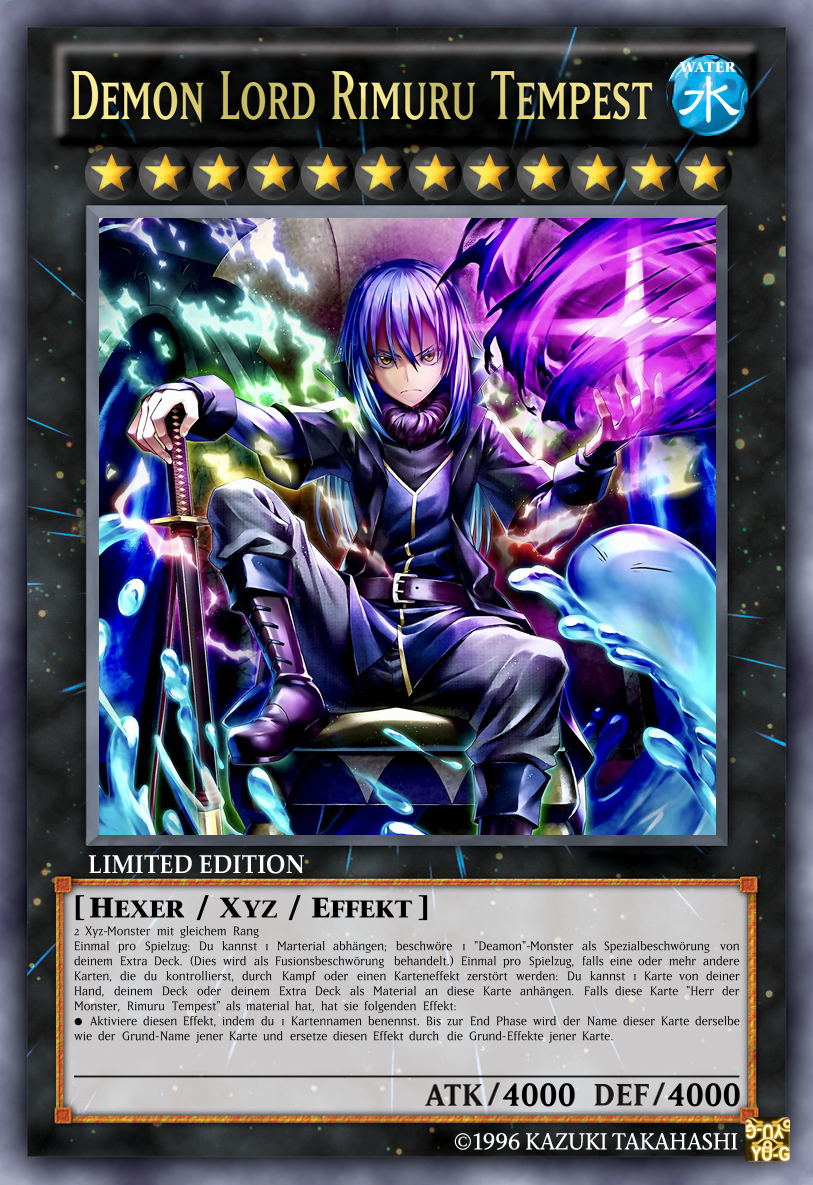 DEMON LORD RIMURU TEMPEST
WATER
水
LIMITED EDITION
[ HEXER / XYZ / EFFEKT ]
2 Xyz-Monster mit gleichem Rang
Einmal pro Spielzug: Du kannst 1 Marterial abhängen; beschwöre 1 "Deamon"-Monster als Spezialbeschwörung von
deinem Extra Deck. (Dies wird als Fusionsbeschwörung behandelt.) Einmal pro Spielzug, falls eine oder mehr andere
Karten, die du kontrollierst, durch Kampf oder einen Karteneffekt zerstört werden: Du kannst 1 Karte von deiner
Hand, deinem Deck oder deinem Extra Deck als Material an diese Karte anhängen. Falls diese Karte "Herr der
Monster, Rimuru Tempest" als material hat, hat sie folgenden Effekt:
● Aktiviere diesen Effekt, indem du 1 Kartennamen benennst. Bis zur End Phase wird der Name dieser Karte derselbe
wie der Grund-Name jener Karte und ersetze diesen Effekt durch die Grund-Effekte jener Karte.
ATK/4000 DEF/4000
©1996 KAZUKI TAKAHASHI
YU-G